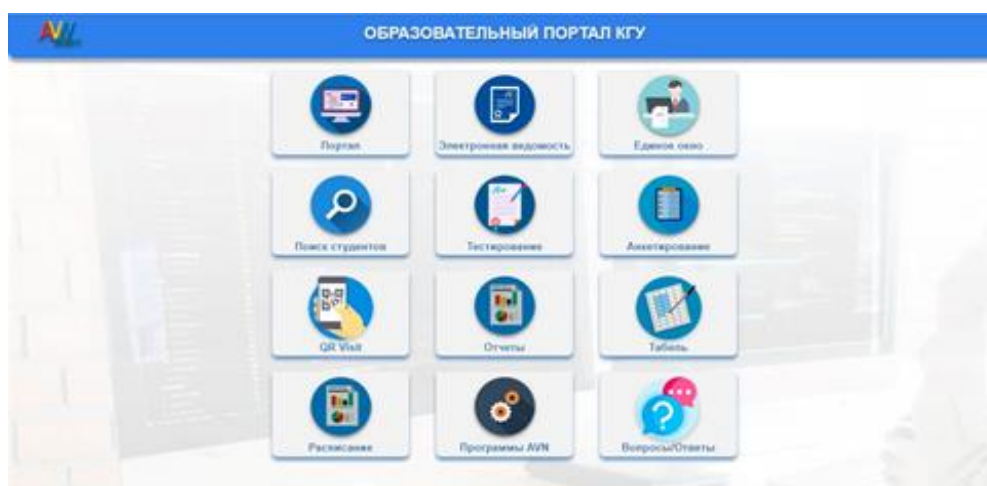 AVN
ОБРАЗОВАТЕЛЬНЫЙ ПОРТАЛ КГУ
Портал
Электронная ведомость
Единое окно
Поиск студентов
Тестирование
Анкетирование
QR Visit
Отчеты
Табель
Расписание
Программы AVN
Вопросы/Ответы